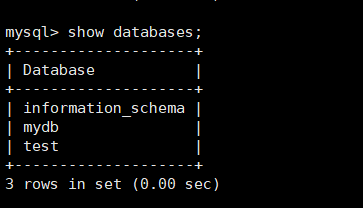 mysql> show databases;
+--------------------+
| Database           |
+--------------------+
| information_schema |
| mydb               |
| test               |
+--------------------+
3 rows in set (0.00 sec)